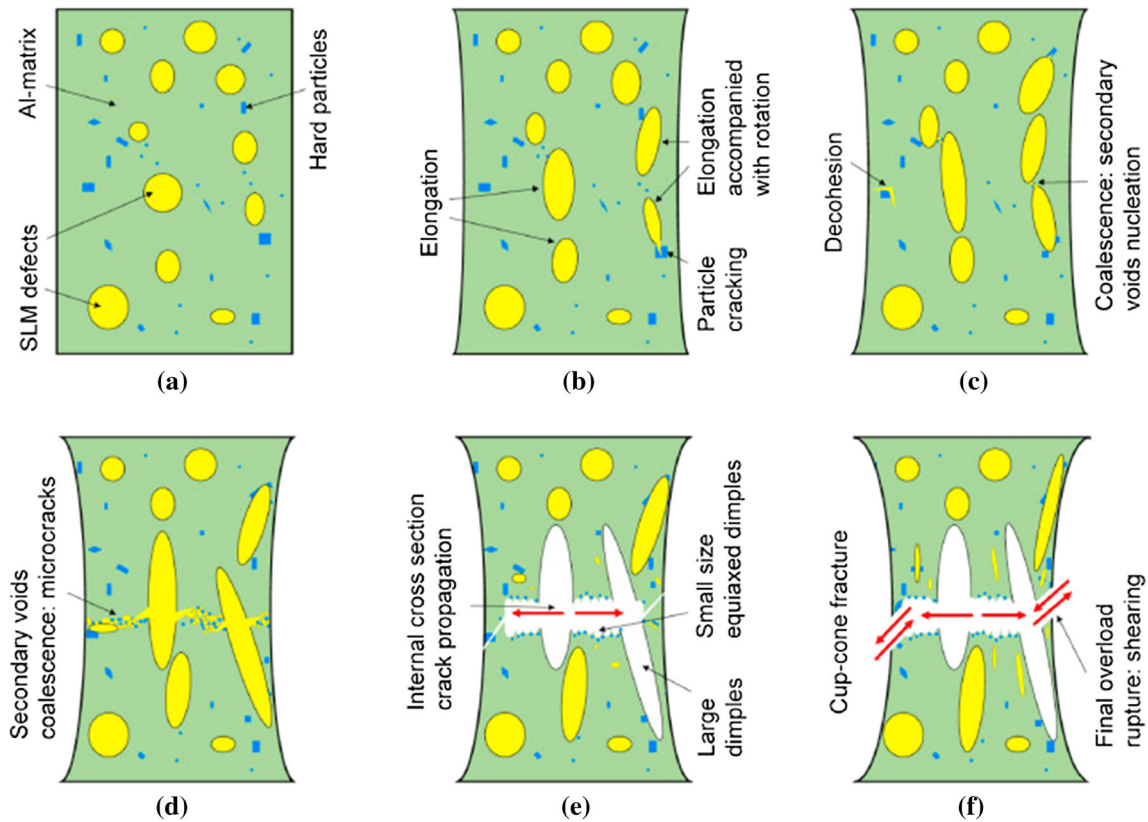 Al-matrix
SLM defects
Hard particles
(a)
Elongation
Elongation
accompanied
with rotation
Particle
cracking
(b)
Decohesion
Coalescence: secondary
voids nucleation
(c)
Secondary voids
coalescence: microcracks
(d)
Internal cross section
crack propagation
Small size
equiaxed dimples
Large
dimples
(e)
Cup-cone fracture
Final overload
rupture: shearing
(f)